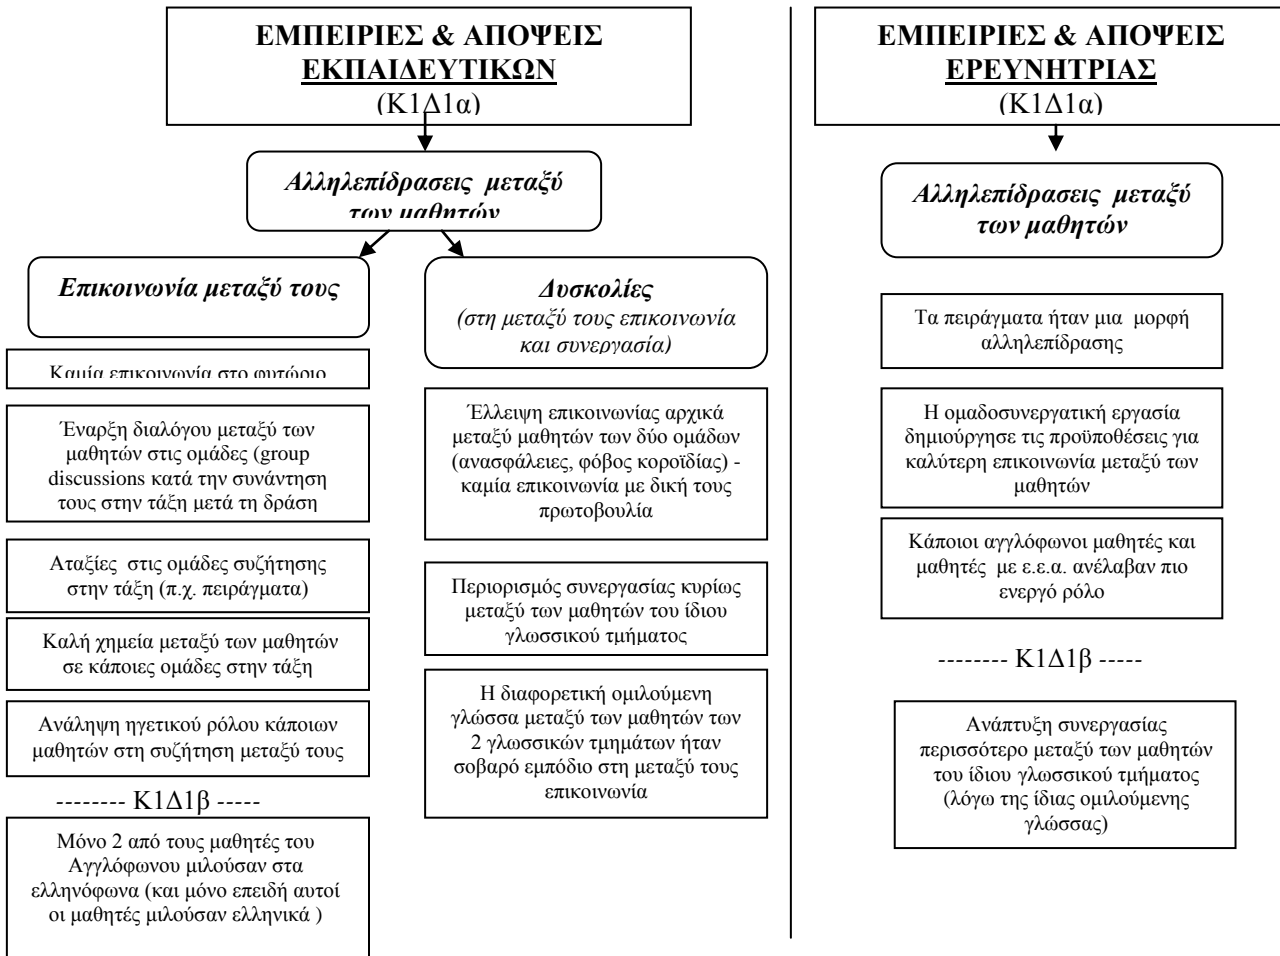 ΕΜΠΕΙΡΙΕΣ & ΑΠΟΨΕΙΣ
ΕΚΠΑΙΔΕΥΤΙΚΩΝ
(Κ1Δ1α)
Αλληλεπίδρασεις μεταξύ
των μαθητών
Επικοινωνία μεταξύ τους
Καμία επικοινωνία στο φυτώριο
Έναρξη διαλόγου μεταξύ των
μαθητών στις ομάδες (group
discussions κατά την συνάντηση
τους στην τάξη μετά τη δράση
Αταξίες στις ομάδες συζήτησης
στην τάξη (π.χ. πειράγματα)
Καλή χημεία μεταξύ των μαθητών
σε κάποιες ομάδες στην τάξη
Ανάληψη ηγετικού ρόλου κάποιων
μαθητών στη συζήτηση μεταξύ τους
-------- Κ1Δ1β -----
Μόνο 2 από τους μαθητές του
Αγγλόφωνου μιλούσαν στα
ελληνόφωνα (και μόνο επειδή αυτοί
οι μαθητές μιλούσαν ελληνικά )
Δυσκολίες
(στη μεταξύ τους επικοινωνία
και συνεργασία)
Έλλειψη επικοινωνίας αρχικά
μεταξύ μαθητών των δύο ομάδων
(ανασφάλειες, φόβος κοροϊδίας) -
καμία επικοινωνία με δική τους
πρωτοβουλία
Περιορισμός συνεργασίας κυρίως
μεταξύ των μαθητών του ίδιου
γλωσσικού τμήματος
Η διαφορετική ομιλούμενη
γλώσσα μεταξύ των μαθητών των
2 γλωσσικών τμημάτων ήταν
σοβαρό εμπόδιο στη μεταξύ τους
επικοινωνία
ΕΜΠΕΙΡΙΕΣ & ΑΠΟΨΕΙΣ
ΕΡΕΥΝΗΤΡΙΑΣ
(Κ1Δ1α)
Αλληλεπίδρασεις μεταξύ
των μαθητών
Τα πειράγματα ήταν μια μορφή
αλληλεπίδρασης
Η ομαδοσυνεργατική εργασία
δημιούργησε τις προϋποθέσεις για
καλύτερη επικοινωνία μεταξύ των
μαθητών
Κάποιοι αγγλόφωνοι μαθητές και
μαθητές με ε.ε.α. ανέλαβαν πιο
ενεργό ρόλο
-------- Κ1Δ1β -----
Ανάπτυξη συνεργασίας
περισσότερο μεταξύ των μαθητών
του ίδιου γλωσσικού τμήματος
(λόγω της ίδιας ομιλούμενης
γλώσσας)